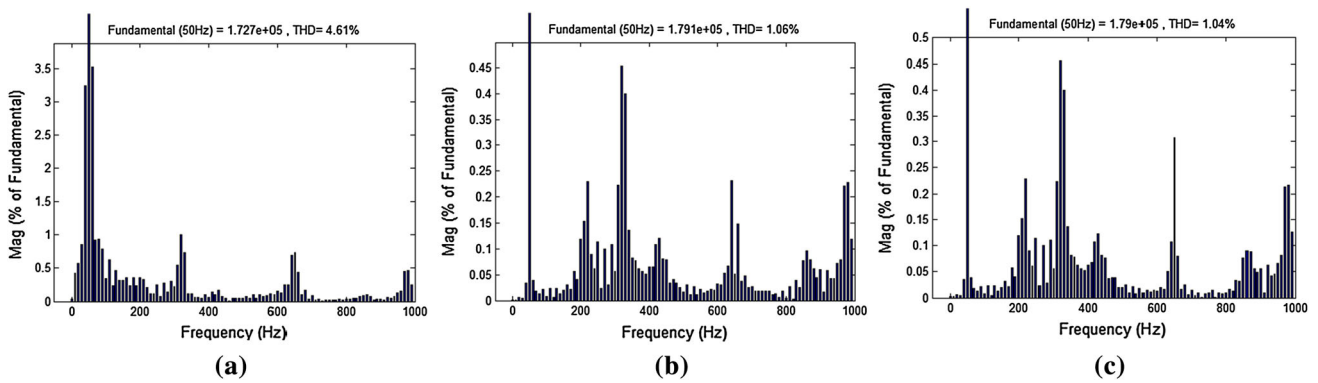 Fundamental (50Hz) = 1.727e+05 , THD= 4.61%
Mag (% of Fundamental)
3.5
3
2.5
2
1.5
1
0.5
0
0 200 400 600 800 1000
Frequency (Hz)
(a)
Fundamental (50Hz) = 1.791e+05 , THD= 1.06%
Mag (% of Fundamental)
0.45
0.4
0.35
0.3
0.25
0.2
0.15
0.1
0.05
0
0 200 400 600 800 1000
Frequency (Hz)
(b)
Fundamental (50Hz) = 1.79e+05 , THD= 1.04%
Mag (% of Fundamental)
0.5
0.45
0.4
0.35
0.3
0.25
0.2
0.15
0.1
0.05
0
0 200 400 600 800 1000
Frequency (Hz)
(c)